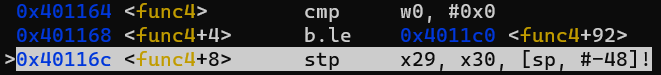 0x401164 <func4> cmp w0, #0x0
0x401168 <func4+4> b.le 0x4011c0 <func4+92>
>0x40116c <func4+8> stp x29, x30, [sp, #-48]!